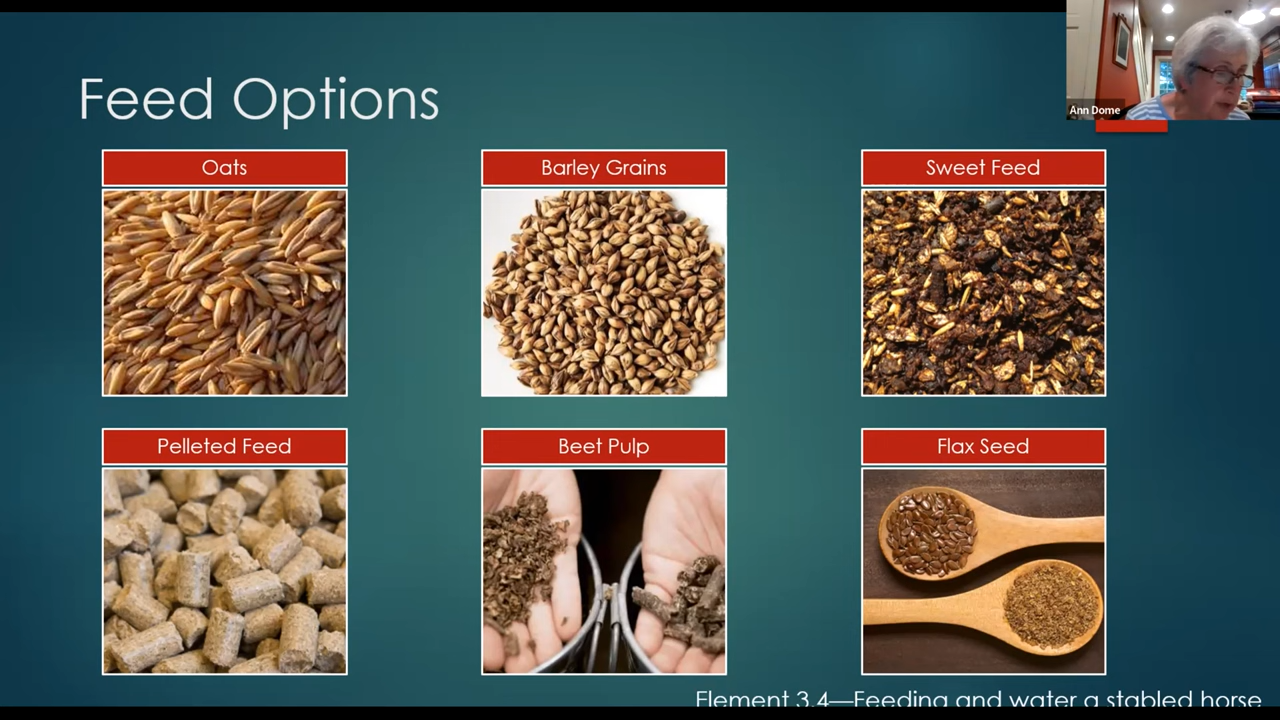 Feed Options
Ann Dome
Oats
Barley Grains
Sweet Feed
Pelleted Feed
Beet Pulp
Flax Seed
Element 3.4—Feeding and water a stabled horse